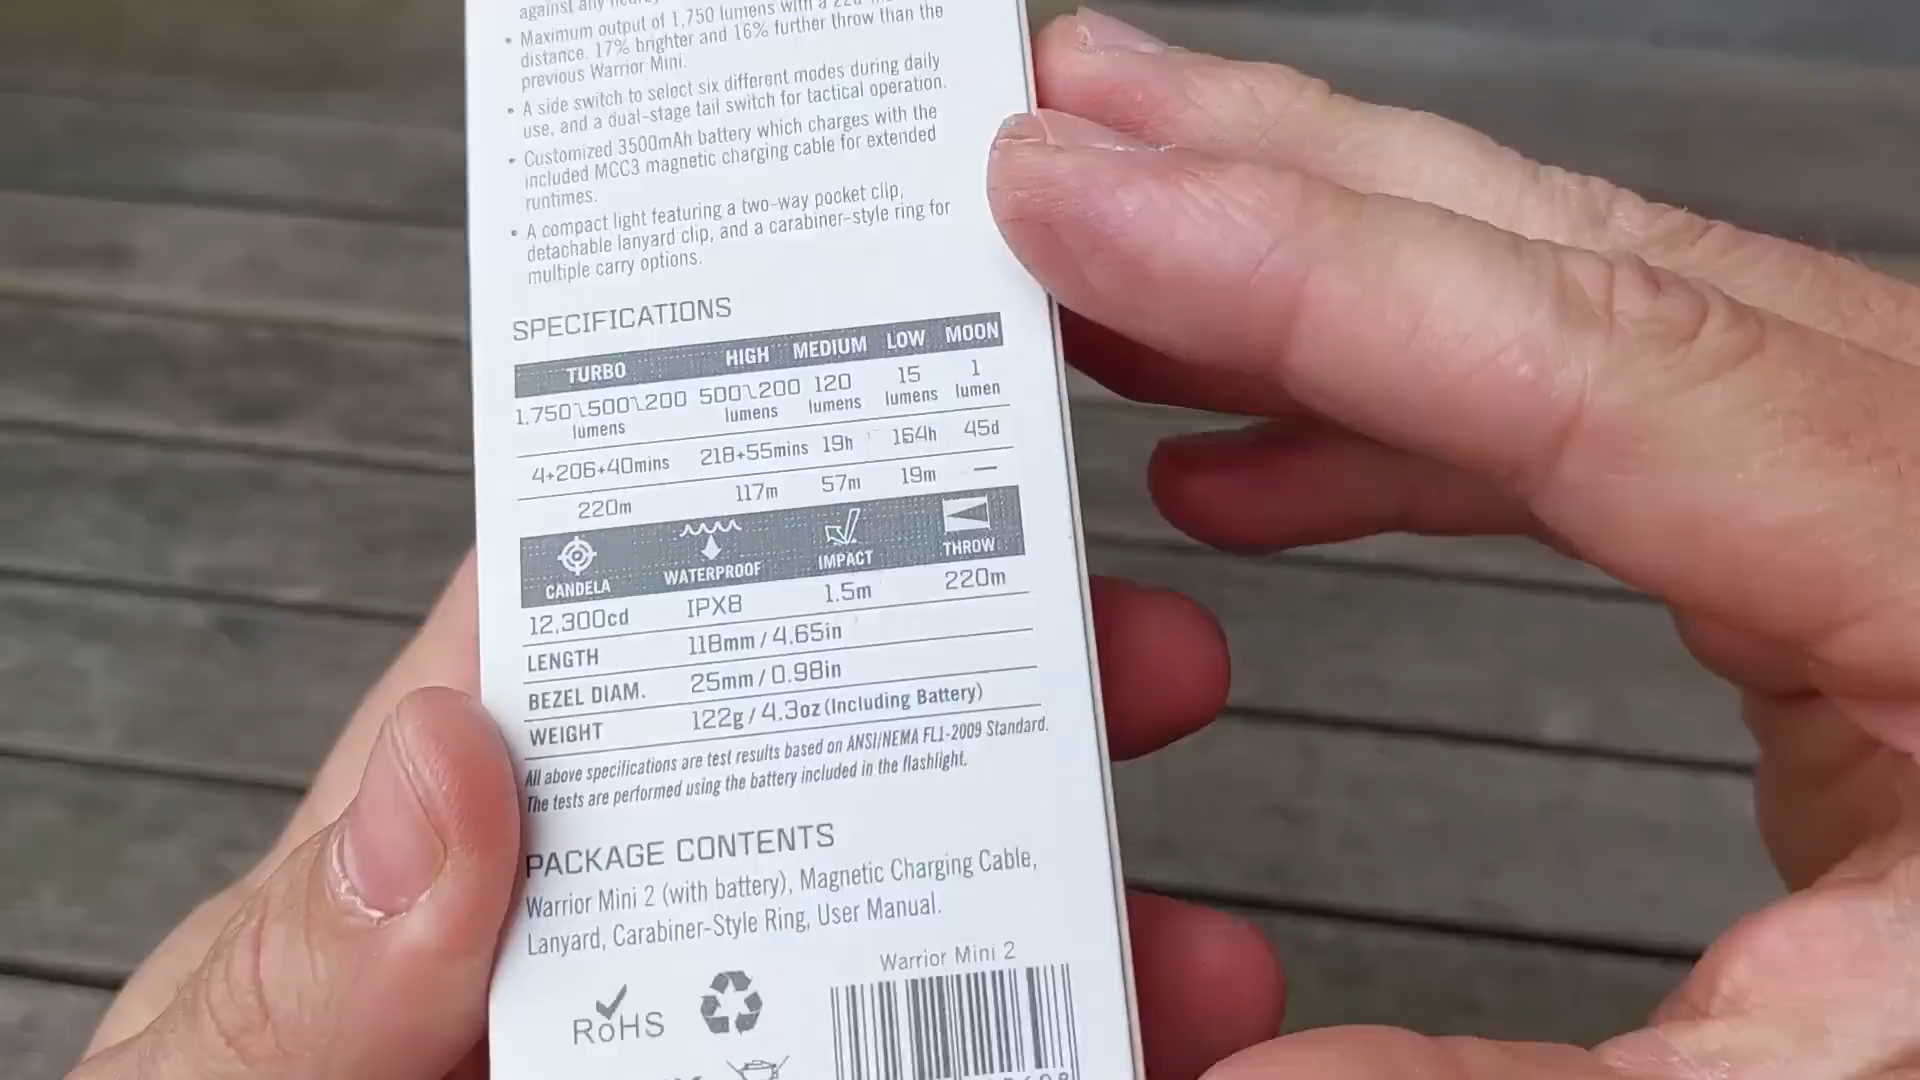 against any
• Maximum output of 1,750 lumens with a
distance. 17% brighter and 16% further throw than the
previous Warrior Mini.
• A side switch to select six different modes during daily
use, and a dual-stage tail switch for tactical operation.
• Customized 3500mAh battery which charges with the
included MCC3 magnetic charging cable for extended
runtimes.
• A compact light featuring a two-way pocket clip,
detachable lanyard clip, and a carabiner-style ring for
multiple carry options.
SPECIFICATIONS
TURBO HIGH MEDIUM LOW MOON
1,750~500~200 lumens 500~200 lumens 120 lumens 15 lumens 1 lumen
4+206+40mins 218+55mins 19h 164h 45d
220m 117m 57m 19m —
CANDELA WATERPROOF IMPACT THROW
12,300cd IPX8 1.5m 220m
LENGTH 118mm / 4.65in
BEZEL DIAM. 25mm / 0.98in
WEIGHT 122g / 4.3oz (Including Battery)
All above specifications are test results based on ANSI/NEMA FL1-2009 Standard.
The tests are performed using the battery included in the flashlight.
PACKAGE CONTENTS
Warrior Mini 2 (with battery), Magnetic Charging Cable,
Lanyard, Carabiner-Style Ring, User Manual.
Warrior Mini 2
RoHS